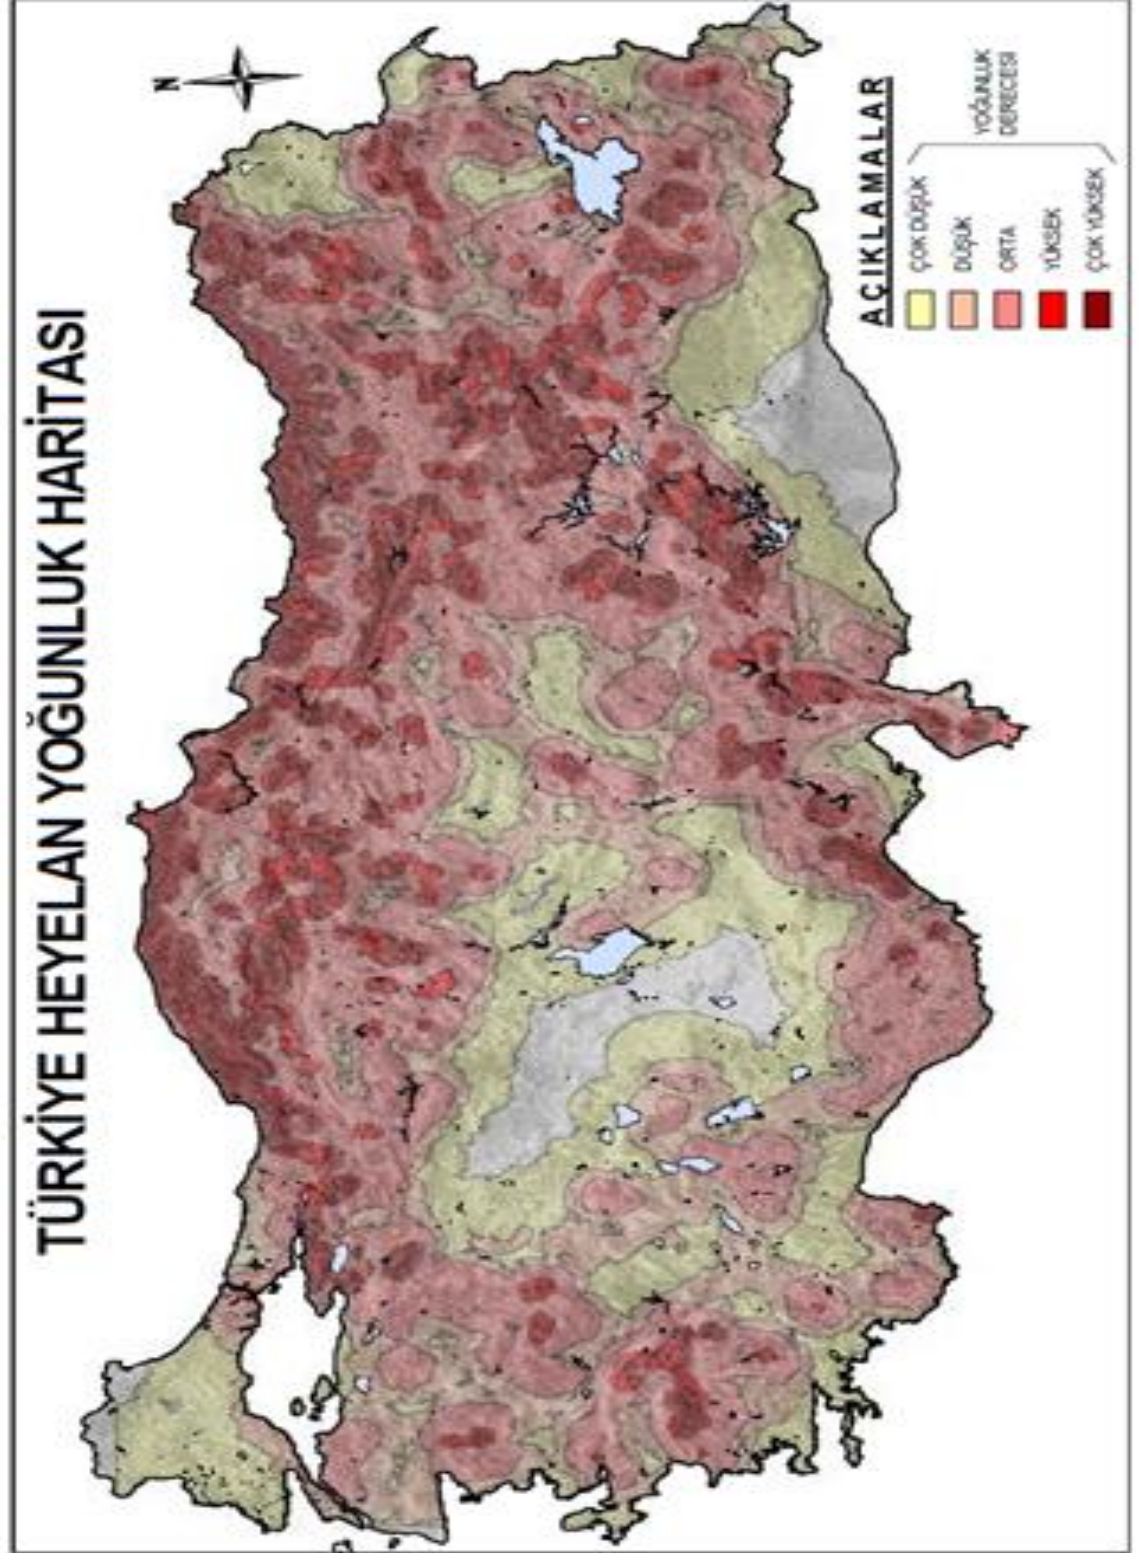 TÜRKİYE HEYELAN YOĞUNLUK HARİTASI
N
AÇIKLAMALAR
ÇOK DÜŞÜK
DÜŞÜK
ORTA
YÜKSEK
ÇOK YÜKSEK
YOĞUNLUK
DERECESİ